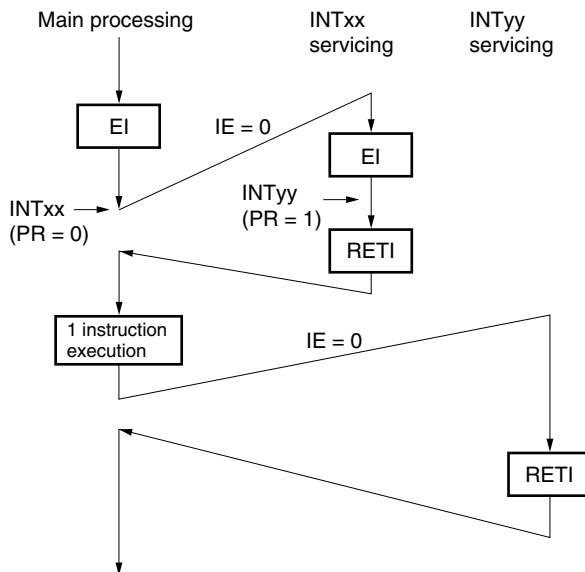 Main processing
INTxx
servicing
INTyy
servicing
EI
IE = 0
EI
INTxx
(PR = 0)
INTyy
(PR = 1)
RETI
1 instruction
execution
IE = 0
RETI